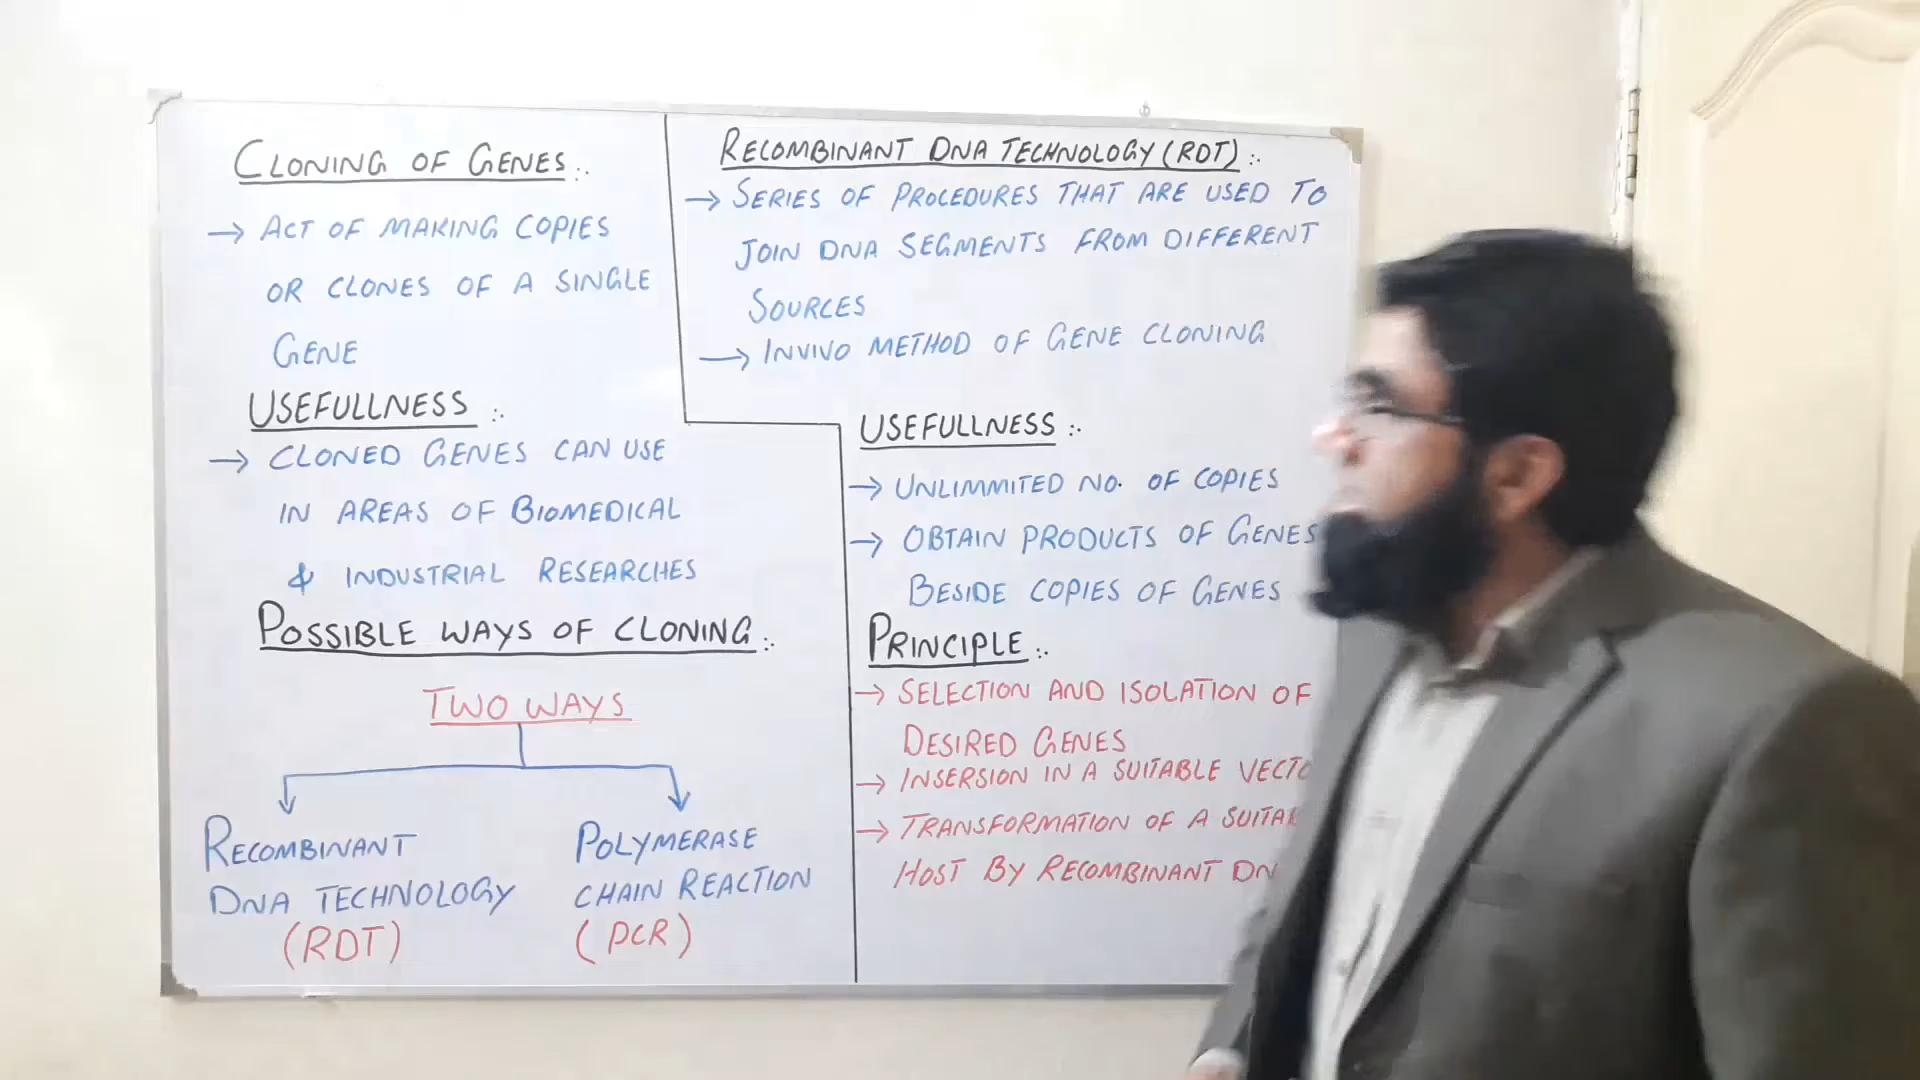 CLONING OF GENES :.
→ ACT OF MAKING COPIES
OR CLONES OF A SINGLE
GENE
USEFULLNESS :.
→ CLONED GENES CAN USE
IN AREAS OF BIOMEDICAL
& INDUSTRIAL RESEARCHES
POSSIBLE WAYS OF CLONING :.
TWO WAYS
RECOMBINANT
DNA TECHNOLOGY
(RDT)
POLYMERASE
CHAIN REACTION
(PCR)
RECOMBINANT DNA TECHNOLOGY (RDT) :.
→ SERIES OF PROCEDURES THAT ARE USED TO
JOIN DNA SEGMENTS FROM DIFFERENT
SOURCES
→ INVIVO METHOD OF GENE CLONING
USEFULLNESS :.
→ UNLIMMITED NO. OF COPIES
→ OBTAIN PRODUCTS OF GENES
BESIDE COPIES OF GENES
PRINCIPLE :.
→ SELECTION AND ISOLATION OF
DESIRED GENES
→ INSERSION IN A SUITABLE
→ TRANSFORMATION OF A
HOST BY RECOMBINANT